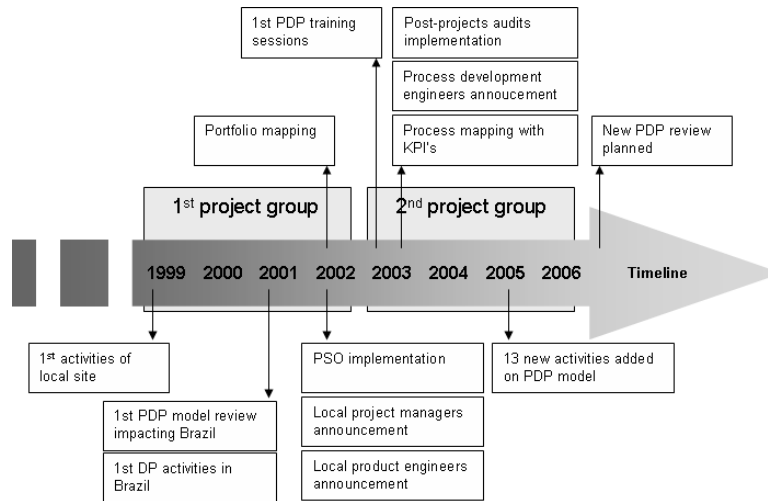 1st PDP training
sessions
Post-projects audits
implementation
Process development
engineers annoucement
Portfolio mapping
Process mapping with
KPI's
New PDP review
planned
1st project group
2nd project group
1999 2000 2001 2002 2003 2004 2005 2006 Timeline
1st activities of
local site
PSO implementation
13 new activities added
on PDP model
1st PDP model review
impacting Brazil
Local project managers
announcement
1st DP activities in
Brazil
Local product engineers
announcement